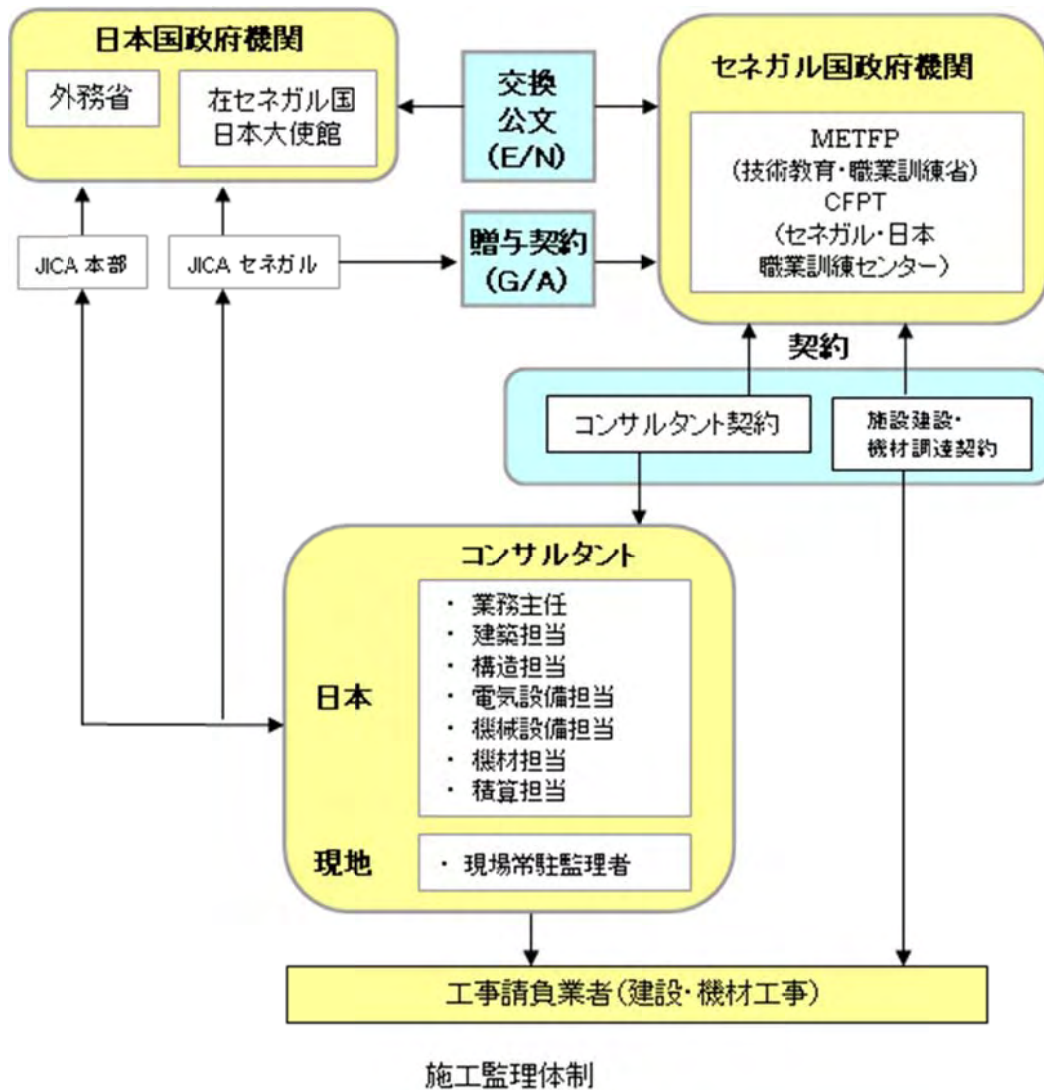 日本国政府機関
外務省
在セネガル国
日本大使館
交換
公文
(E/N)
セネガル国政府機関
METFP
(技術教育・職業訓練省)
CFPT
(セネガル・日本
職業訓練センター)
JICA 本部
JICA セネガル
贈与契約
(G/A)
契約
コンサルタント契約
施設建設・
機材調達契約
コンサルタント
日本
・ 業務主任
・ 建築担当
・ 構造担当
・ 電気設備担当
・ 機械設備担当
・ 機材担当
・ 積算担当
現地
・ 現場常駐監理者
工事請負業者(建設・機材工事)
施工監理体制